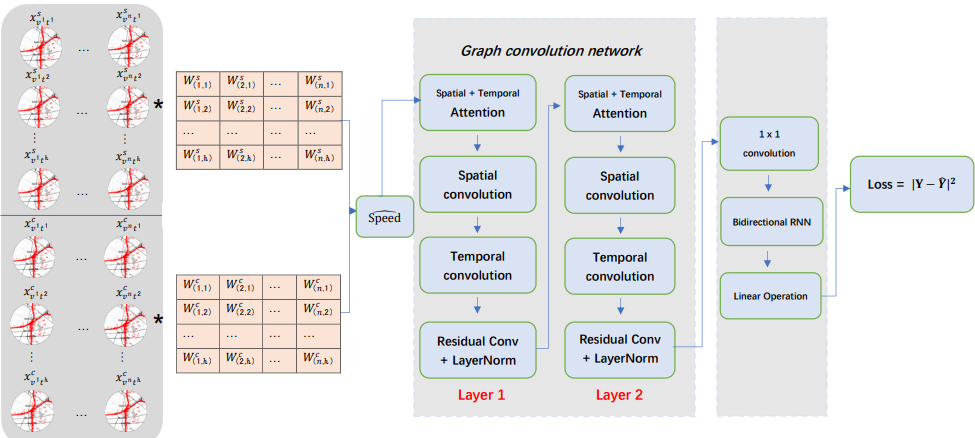 x^s_{v^1 t^1} ... x^s_{v^n t^1}
x^s_{v^1 t^2} ... x^s_{v^n t^2}
*
⋮ ⋮
x^s_{v^1 t^h} ... x^s_{v^n t^h}
x^c_{v^1 t^1} ... x^c_{v^n t^1}
x^c_{v^1 t^2} ... x^c_{v^n t^2}
*
⋮ ⋮
x^c_{v^1 t^h} ... x^c_{v^n t^h}
W^s_{(1,1)} W^s_{(2,1)} ... W^s_{(n,1)}
W^s_{(1,2)} W^s_{(2,2)} ... W^s_{(n,2)}
... ... ...
W^s_{(1,h)} W^s_{(2,h)} ... W^s_{(n,h)}
W^c_{(1,1)} W^c_{(2,1)} ... W^c_{(n,1)}
W^c_{(1,2)} W^c_{(2,2)} ... W^c_{(n,2)}
... ... ...
W^c_{(1,h)} W^c_{(2,h)} ... W^c_{(n,h)}
\widehat{Speed}
Graph convolution network
Spatial + Temporal
Attention
Spatial
convolution
Temporal
convolution
Residual Conv
+ LayerNorm
Layer 1
Spatial + Temporal
Attention
Spatial
convolution
Temporal
convolution
Residual Conv
+ LayerNorm
Layer 2
1 x 1
convolution
Bidirectional RNN
Linear Operation
Loss = |Y − Ŷ|²